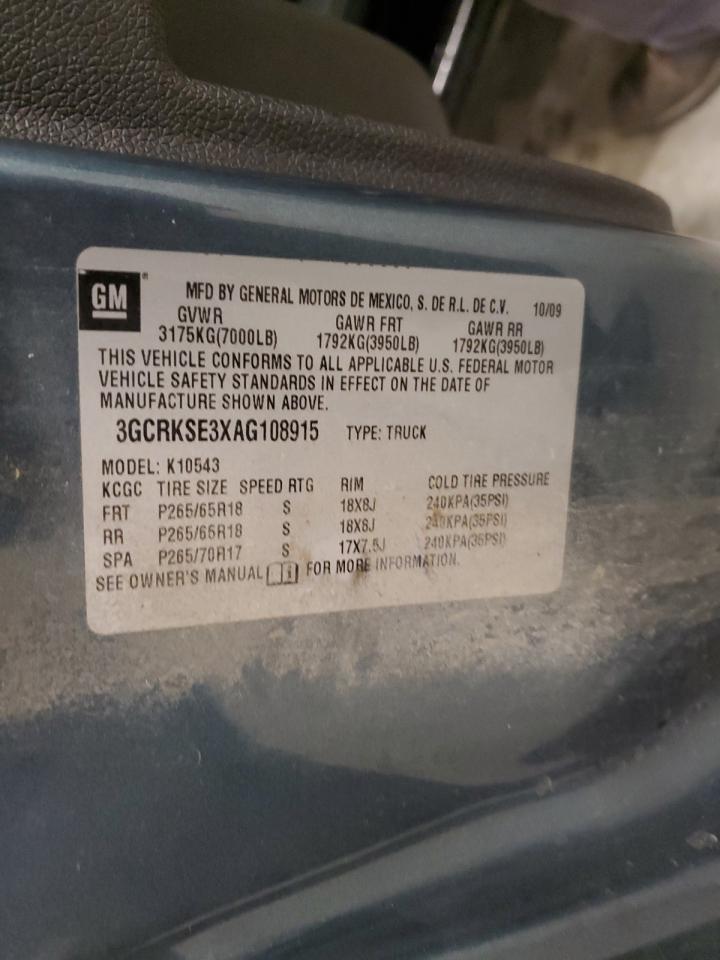 GM®
MFD BY GENERAL MOTORS DE MEXICO, S. DE R.L. DE C.V. 10/09
GVWR GAWR FRT GAWR RR
3175KG(7000LB) 1792KG(3950LB) 1792KG(3950LB)
THIS VEHICLE CONFORMS TO ALL APPLICABLE U.S. FEDERAL MOTOR
VEHICLE SAFETY STANDARDS IN EFFECT ON THE DATE OF
MANUFACTURE SHOWN ABOVE.
3GCRKSE3XAG108915 TYPE: TRUCK
MODEL: K10543
KCGC TIRE SIZE SPEED RTG RIM COLD TIRE PRESSURE
FRT P265/65R18 S 18X8J 240KPA(35PSI)
RR P265/65R18 S 18X8J 240KPA(35PSI)
SPA P265/70R17 S 17X7.5J 240KPA(35PSI)
SEE OWNER'S MANUAL FOR MORE INFORMATION.